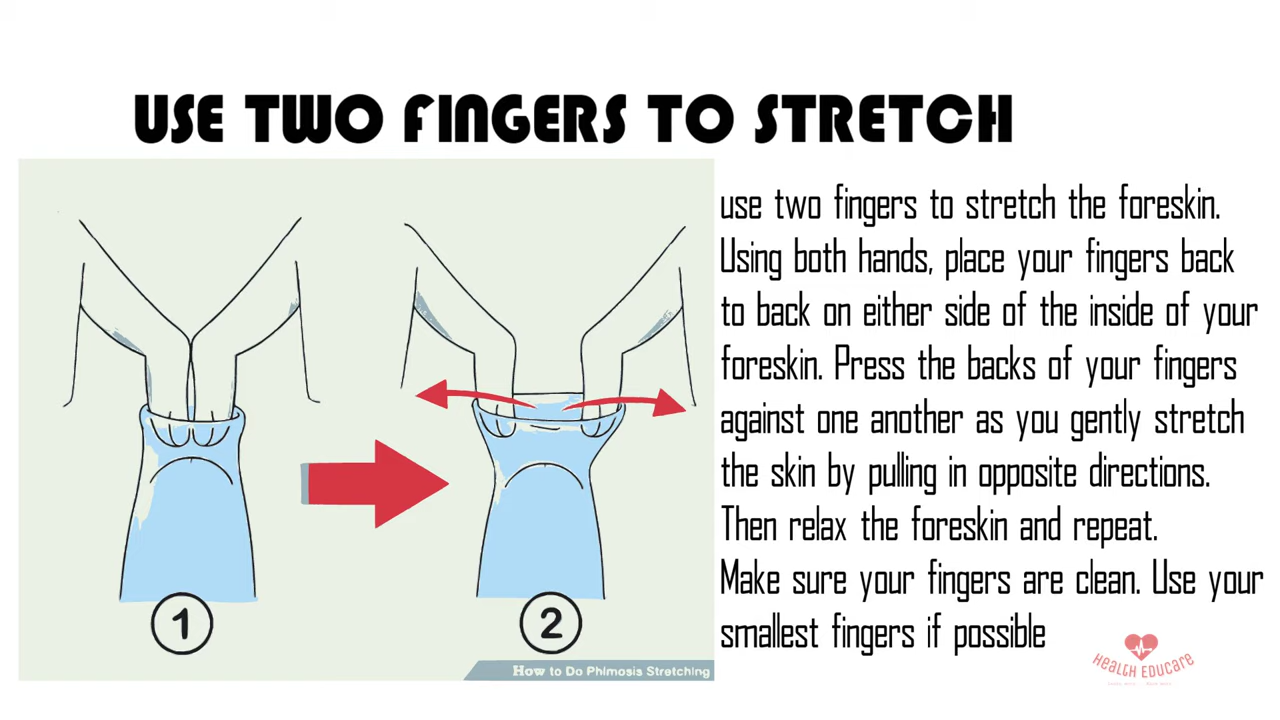 USE TWO FINGERS TO STRETCH
use two fingers to stretch the foreskin.
Using both hands, place your fingers back
to back on either side of the inside of your
foreskin. Press the backs of your fingers
against one another as you gently stretch
the skin by pulling in opposite directions.
Then relax the foreskin and repeat.
Make sure your fingers are clean. Use your
smallest fingers if possible
1
2
How to Do Phimosis Stretching
HEALTH EDUCARE